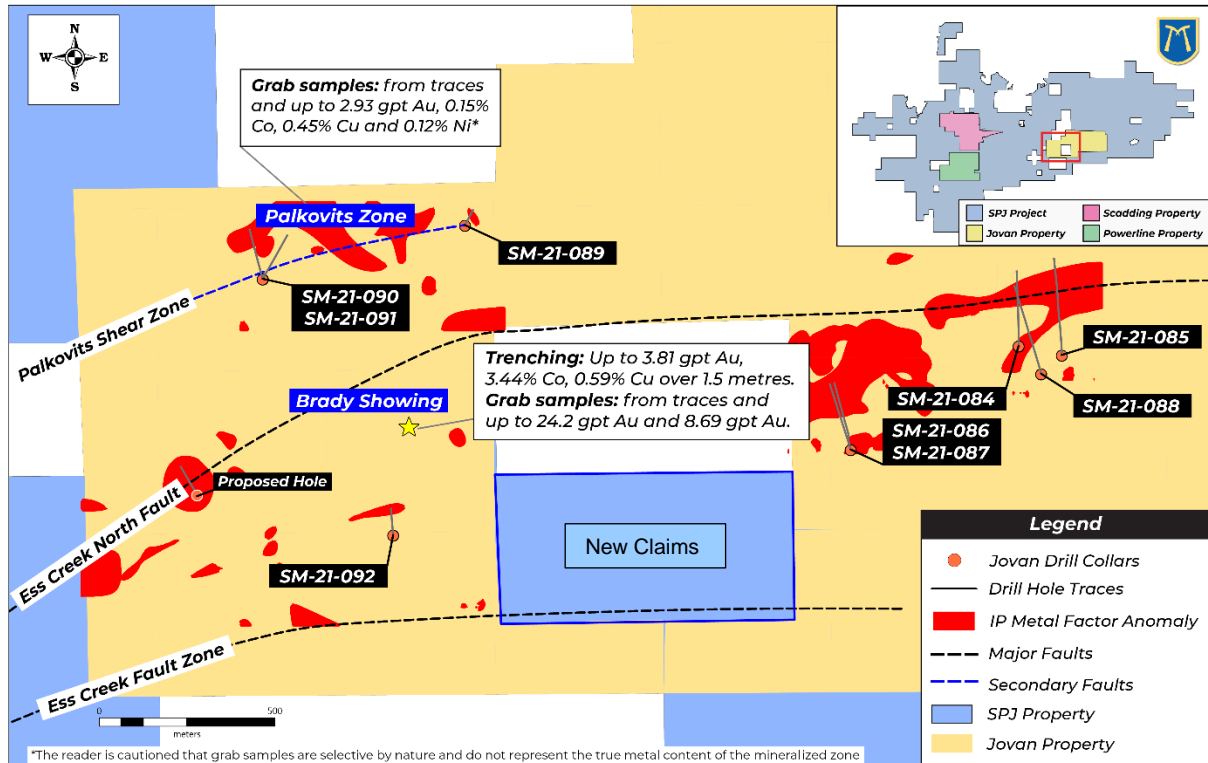 N
W
E
S
Grab samples: from traces
and up to 2.93 gpt Au, 0.15%
Co, 0.45% Cu and 0.12% Ni*
SPJ Project
Scadding Property
Jovan Property
Powerline Property
Palkovits Zone
SM-21-089
SM-21-090
SM-21-091
Palkovits Shear Zone
Trenching: Up to 3.81 gpt Au,
3.44% Co, 0.59% Cu over 1.5 metres.
Grab samples: from traces and
up to 24.2 gpt Au and 8.69 gpt Au.
SM-21-085
SM-21-084
SM-21-088
Brady Showing
SM-21-086
SM-21-087
Proposed Hole
Ess Creek North Fault
New Claims
SM-21-092
Ess Creek Fault Zone
Legend
Jovan Drill Collars
Drill Hole Traces
IP Metal Factor Anomaly
Major Faults
Secondary Faults
SPJ Property
Jovan Property
0
500
meters
*The reader is cautioned that grab samples are selective by nature and do not represent the true metal content of the mineralized zone